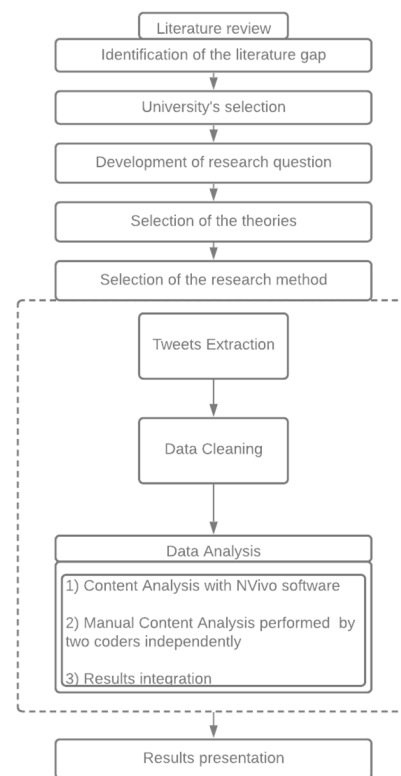 Literature review
Identification of the literature gap
University's selection
Development of research question
Selection of the theories
Selection of the research method
Tweets Extraction
Data Cleaning
Data Analysis
1) Content Analysis with NVivo software
2) Manual Content Analysis performed by
two coders independently
3) Results integration
Results presentation